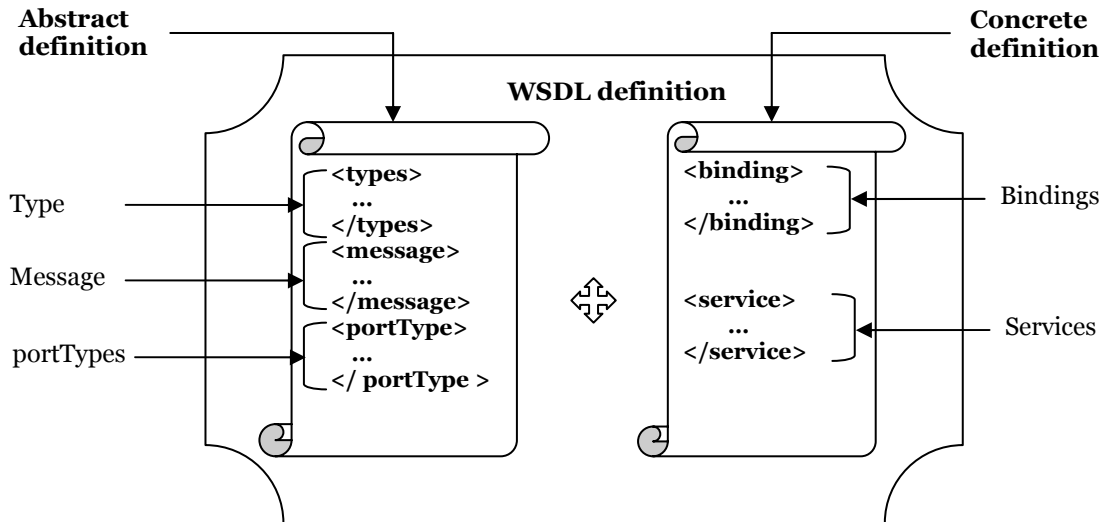 Abstract
definition
Concrete
definition
WSDL definition
Type
Message
portTypes
<types>
...
</types>
<message>
...
</message>
<portType>
...
</ portType >
<binding>
...
</binding>
<service>
...
</service>
Bindings
Services